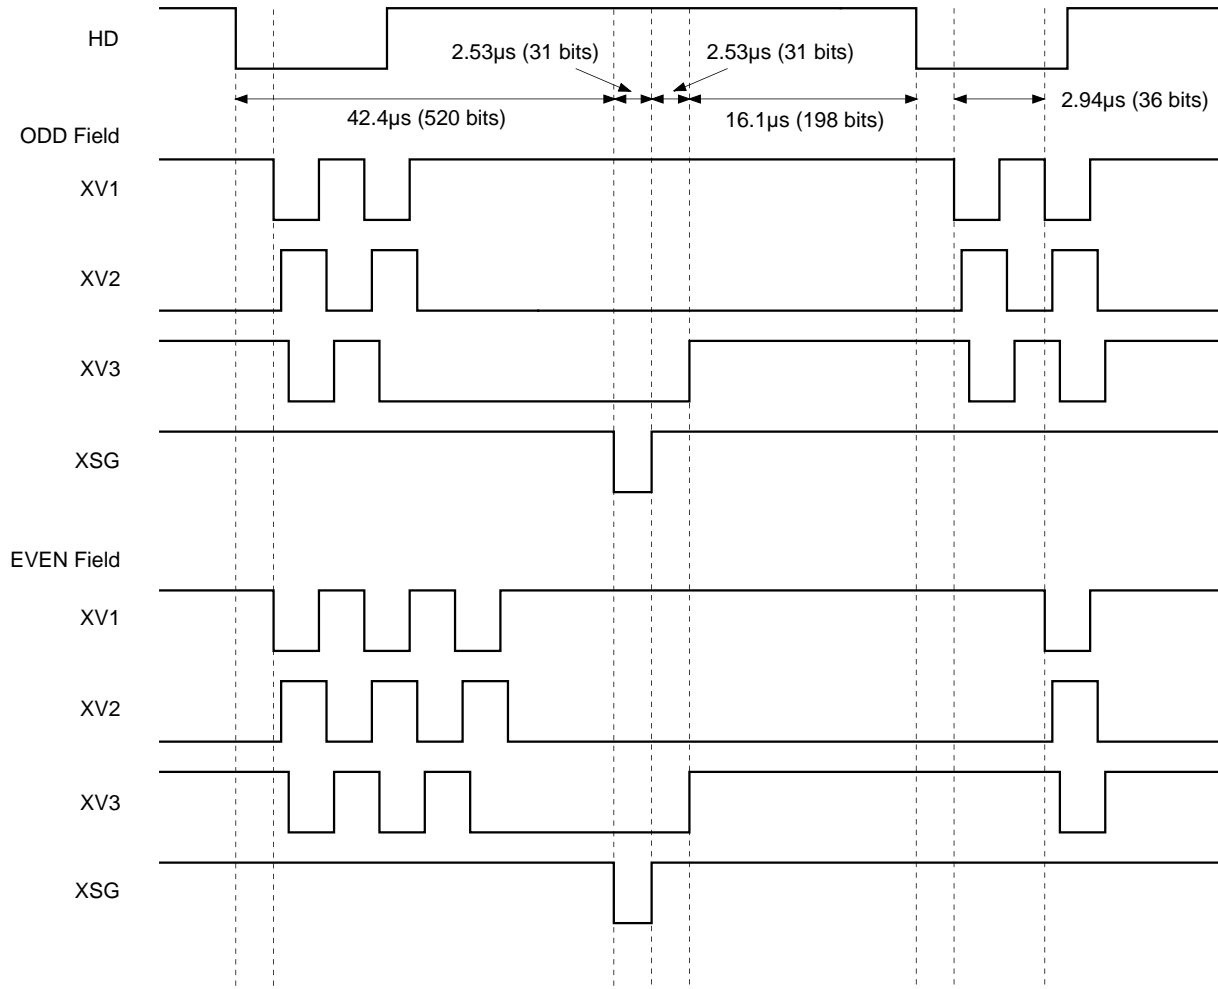 HD
2.53µs (31 bits)
2.53µs (31 bits)
42.4µs (520 bits)
16.1µs (198 bits)
2.94µs (36 bits)
ODD Field
XV1
XV2
XV3
XSG
EVEN Field
XV1
XV2
XV3
XSG